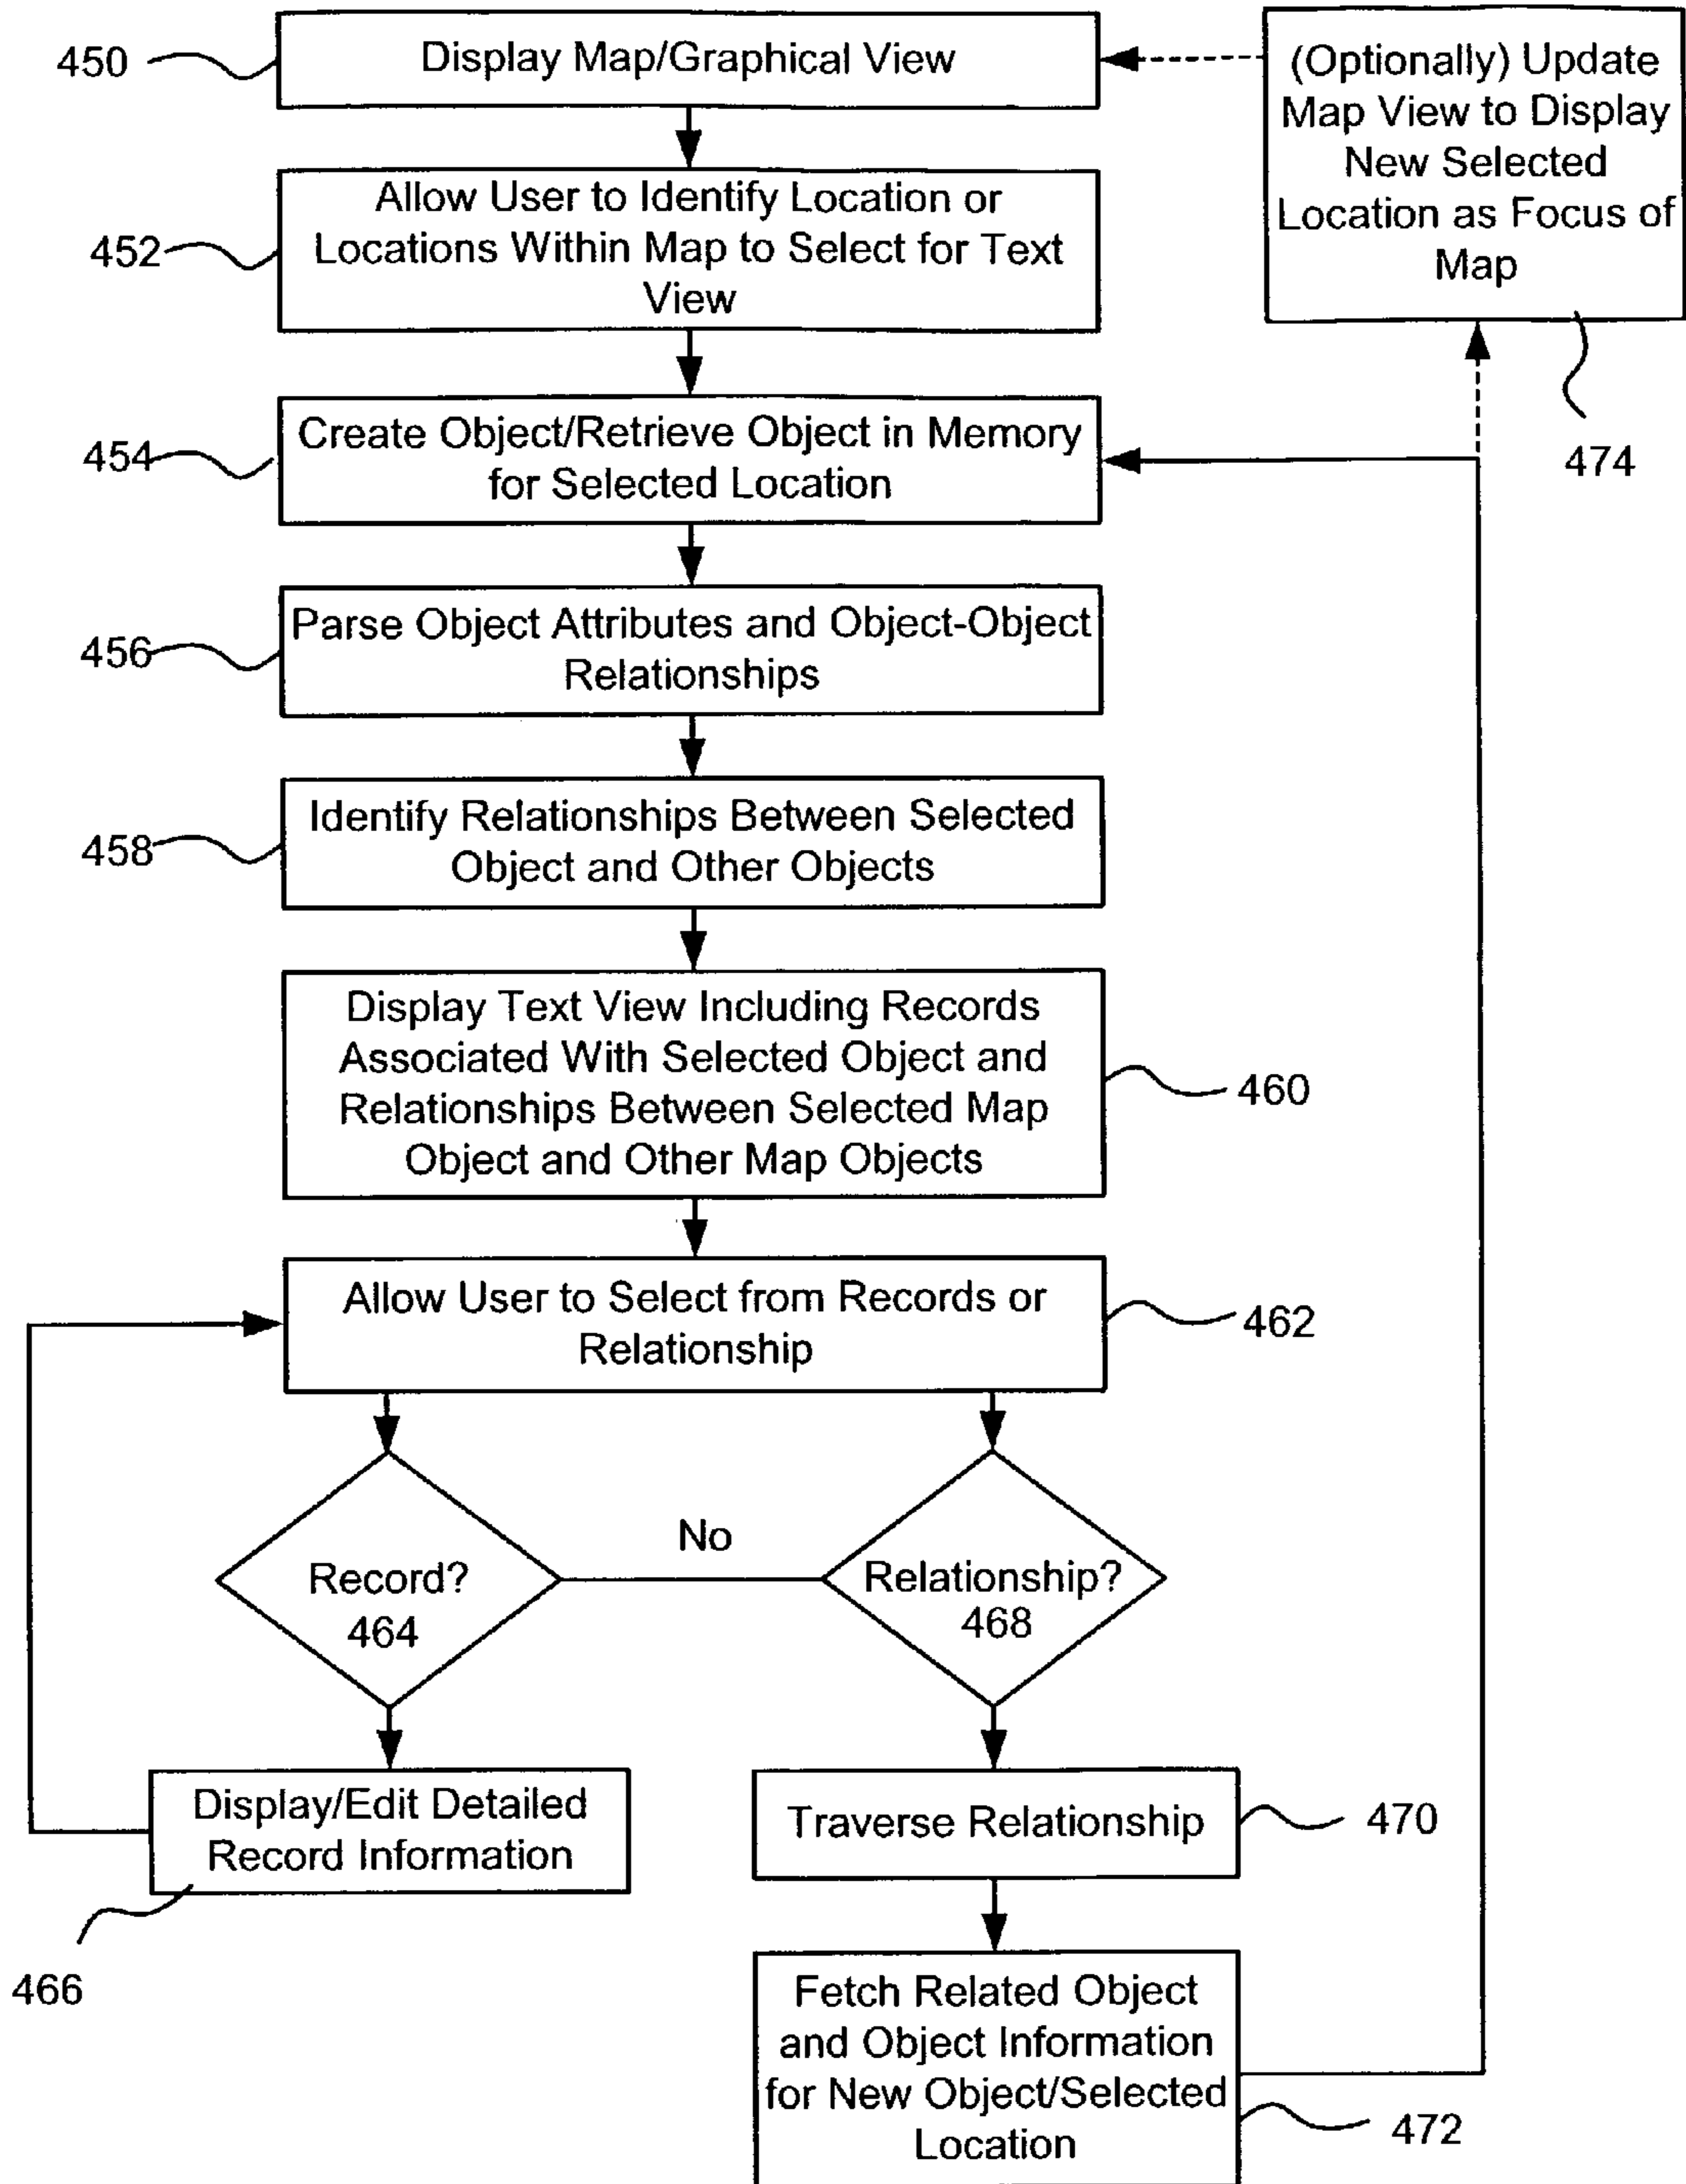 450
Display Map/Graphical View
(Optionally) Update
Map View to Display
New Selected
Location as Focus of
Map
474
452
Allow User to Identify Location or
Locations Within Map to Select for Text
View
454
Create Object/Retrieve Object in Memory
for Selected Location
456
Parse Object Attributes and Object-Object
Relationships
458
Identify Relationships Between Selected
Object and Other Objects
Display Text View Including Records
Associated With Selected Object and
Relationships Between Selected Map
Object and Other Map Objects
460
Allow User to Select from Records or
Relationship
462
Record?
464
No
Relationship?
468
Display/Edit Detailed
Record Information
466
Traverse Relationship
470
Fetch Related Object
and Object Information
for New Object/Selected
Location
472